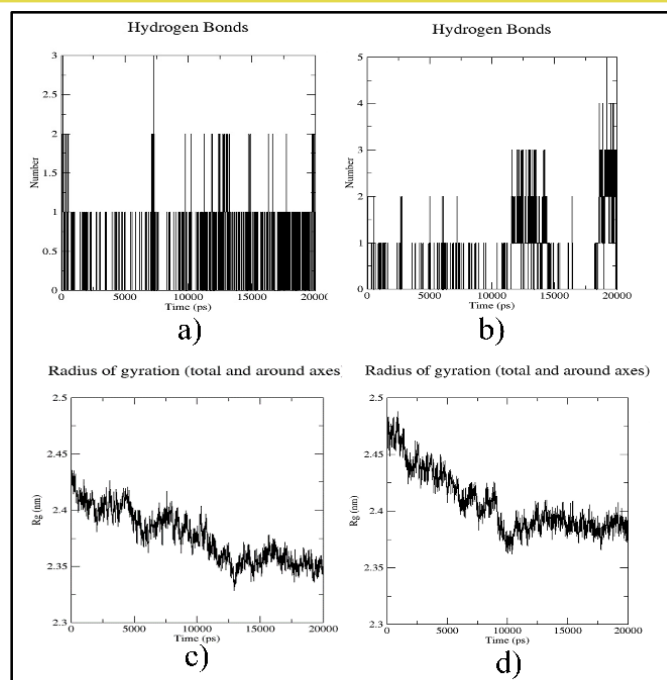 Hydrogen Bonds
3
2.5
2
1.5
1
0.5
0
Number
0 5000 10000 15000 20000
Time (ps)
a)
Hydrogen Bonds
5
4
3
2
1
0
Number
0 5000 10000 15000 20000
Time (ps)
b)
Radius of gyration (total and around axes)
2.5
2.45
2.4
2.35
2.3
Rg (nm)
0 5000 10000 15000 20000
Time (ps)
c)
Radius of gyration (total and around axes)
2.5
2.45
2.4
2.35
2.3
Rg (nm)
0 5000 10000 15000 20000
Time (ps)
d)